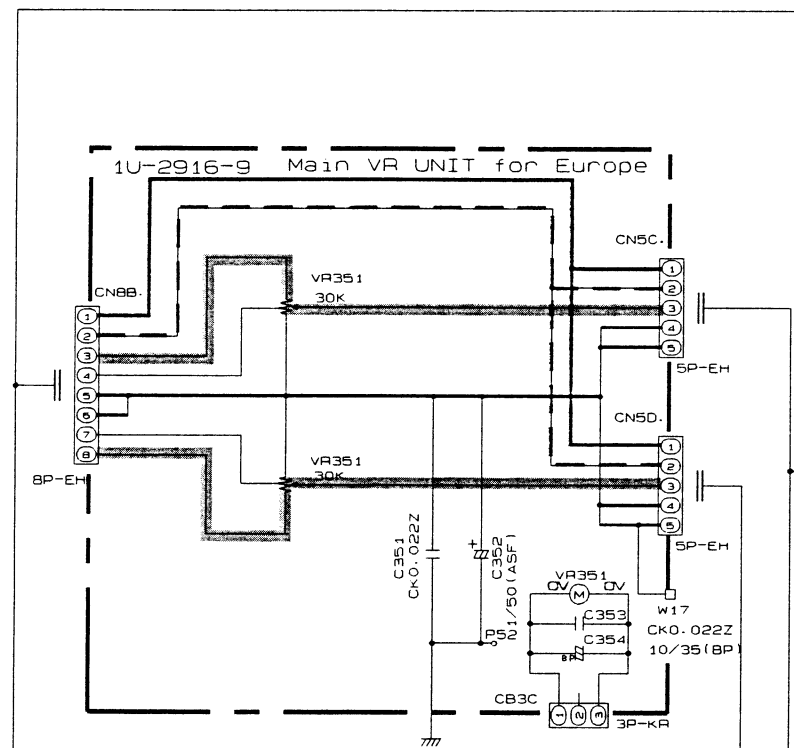 1U-2916-9 Main VR UNIT for Europe
CN5C.
CN8B.
VR351
30K
1
2
3
4
5
5P-EH
1
2
3
4
5
6
7
8
8P-EH
CN5D.
VR351
30K
1
2
3
4
5
5P-EH
C351
CK0.022Z
+
C352
1/50(ASF)
P52
VR351
0V
M
0V
C353
C354
BP
W17
CK0.022Z
10/35(BP)
CB3C
1
2
3
3P-KR